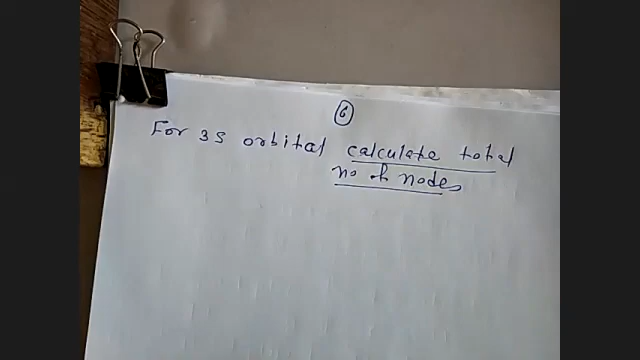 6
For 3S orbital calculate total
no of nodes